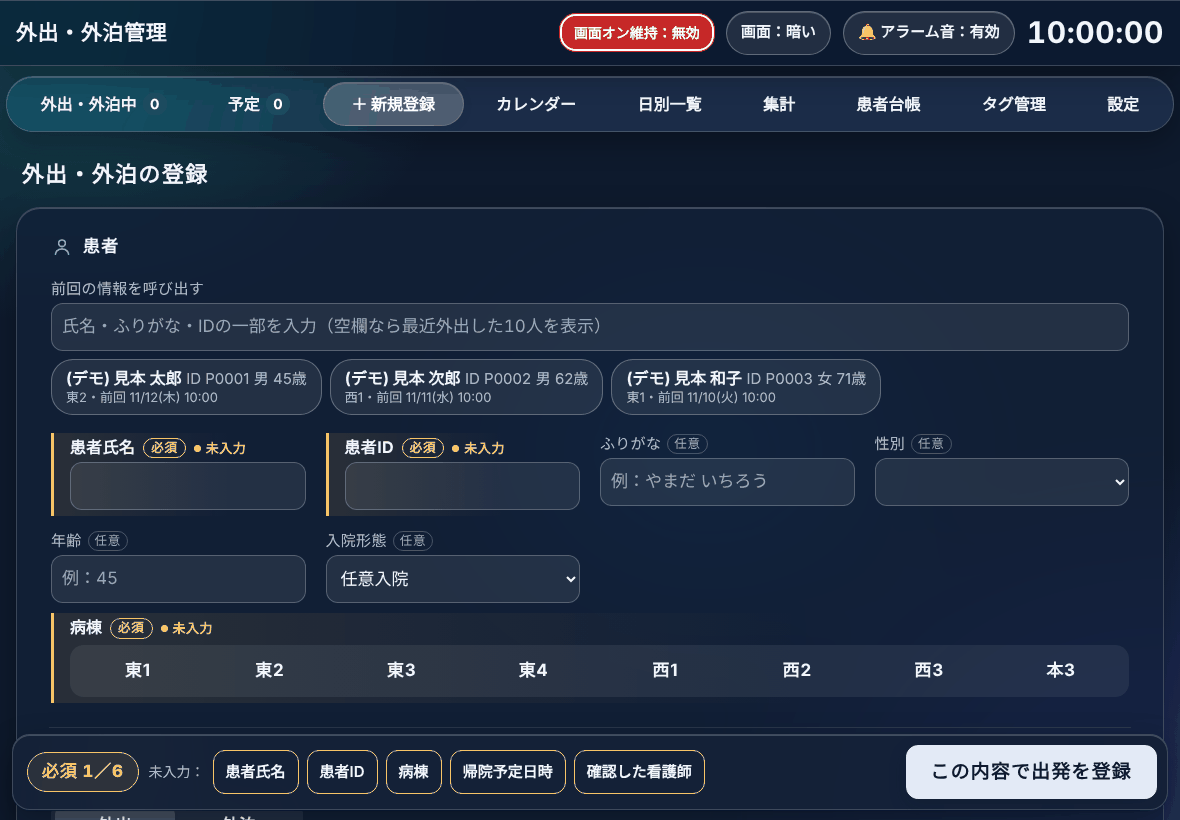 外出・外泊管理
画面オン維持：無効
画面：暗い
🔔 アラーム音：有効
10:00:00
外出・外泊中 0
予定 0
＋新規登録
カレンダー
日別一覧
集計
患者台帳
タグ管理
設定
外出・外泊の登録
患者
前回の情報を呼び出す
氏名・ふりがな・IDの一部を入力（空欄なら最近外出した10人を表示）
(デモ) 見本 太郎 ID P0001 男 45歳
東2・前回 11/12(木) 10:00
(デモ) 見本 次郎 ID P0002 男 62歳
西1・前回 11/11(水) 10:00
(デモ) 見本 和子 ID P0003 女 71歳
東1・前回 11/10(火) 10:00
患者氏名 必須 ● 未入力
患者ID 必須 ● 未入力
ふりがな 任意
例：やまだ いちろう
性別 任意
年齢 任意
例：45
入院形態 任意
任意入院
病棟 必須 ● 未入力
東1
東2
東3
東4
西1
西2
西3
本3
必須 1／6
未入力：
患者氏名
患者ID
病棟
帰院予定日時
確認した看護師
この内容で出発を登録